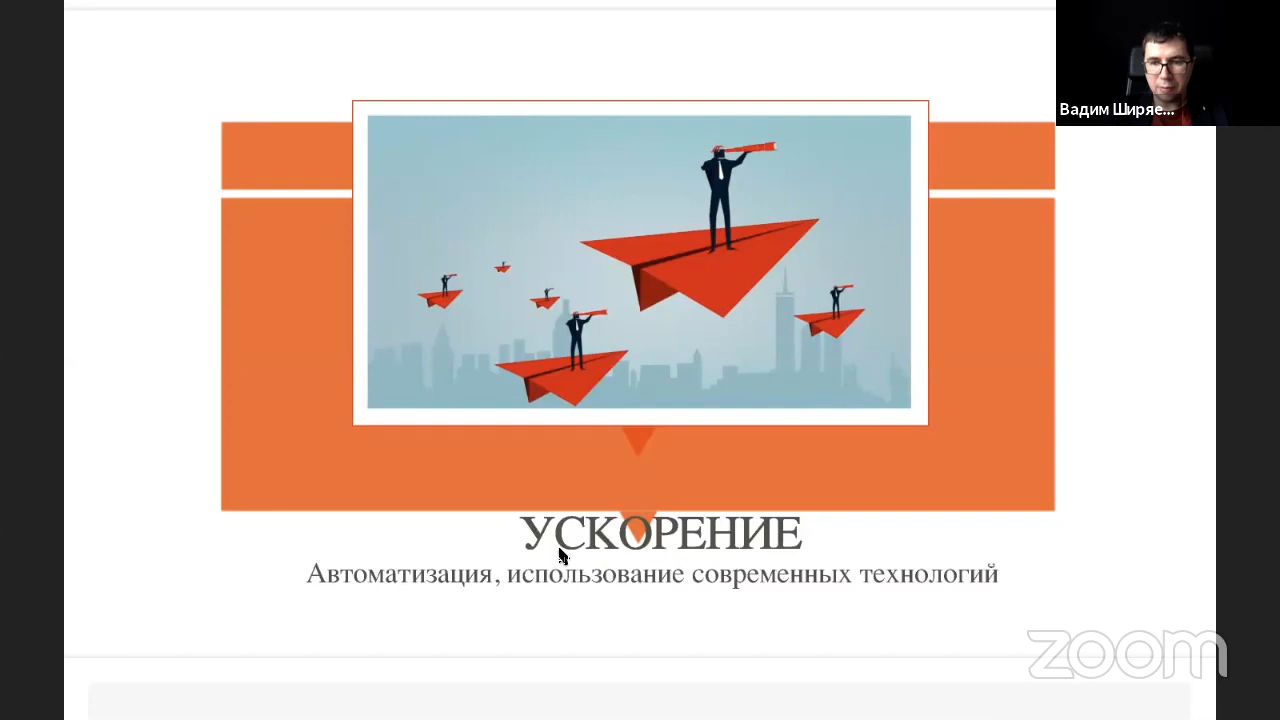 Вадим Ширяе...
УСКОРЕНИЕ
Автоматизация, использование современных технологий
zoom